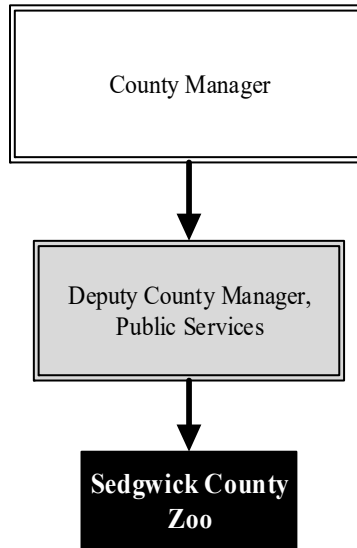 County Manager
Deputy County Manager,
Public Services
Sedgwick County
Zoo